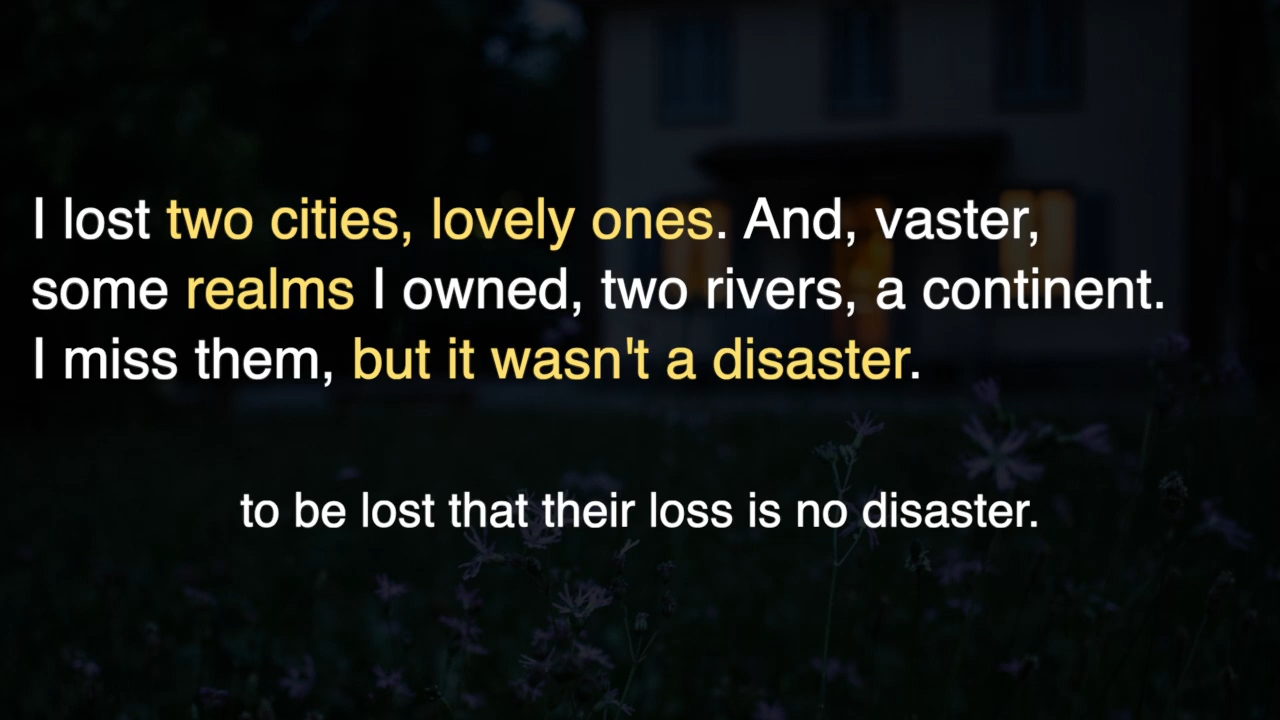 I lost two cities, lovely ones. And, vaster,
some realms I owned, two rivers, a continent.
I miss them, but it wasn't a disaster.
to be lost that their loss is no disaster.